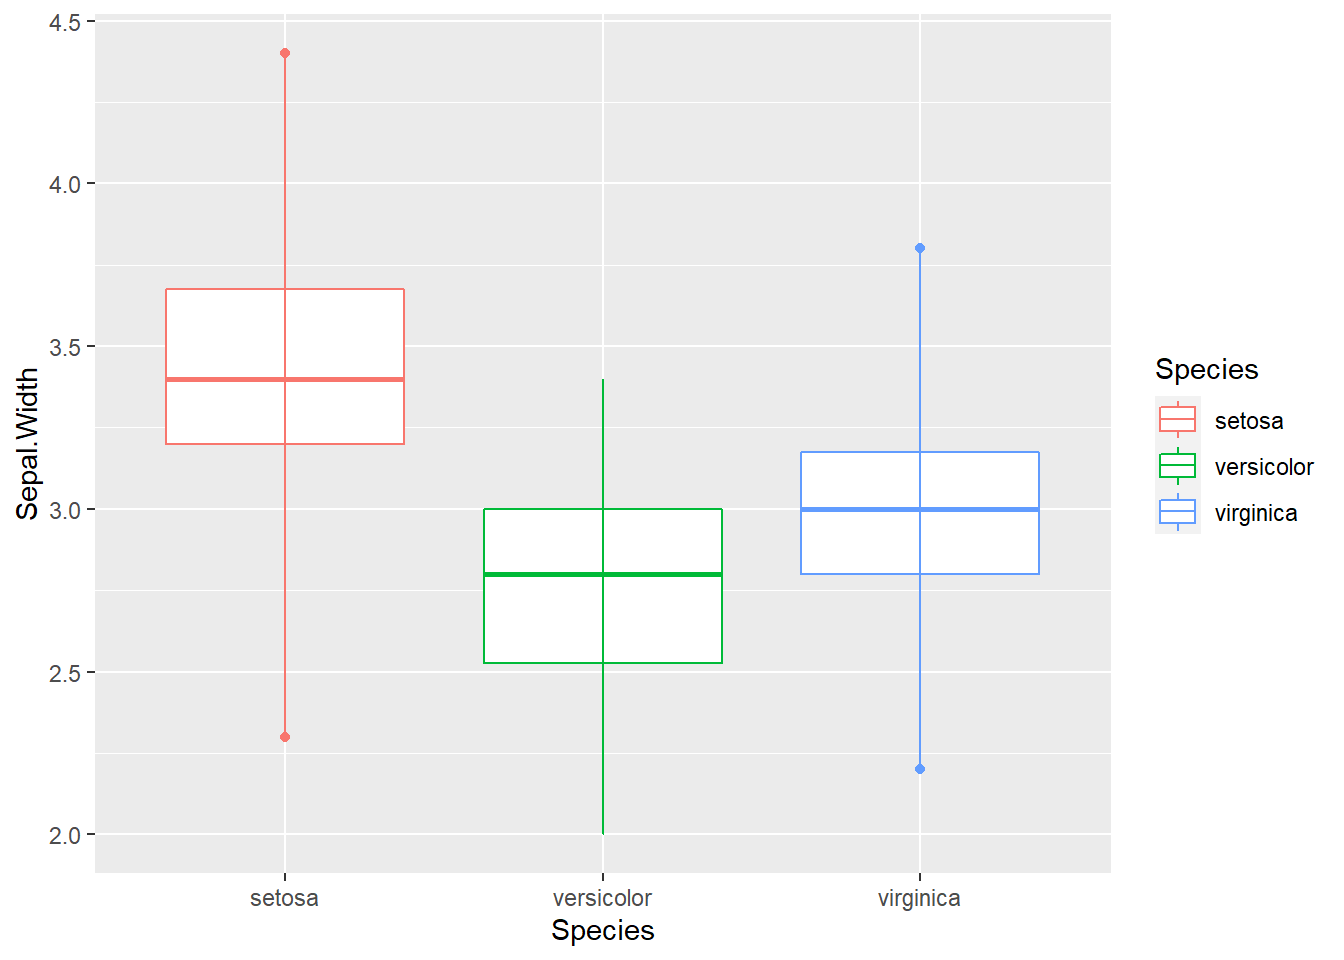 4.5
4.0
3.5
3.0
2.5
2.0
Sepal.Width
setosa
versicolor
virginica
Species
Species
setosa
versicolor
virginica